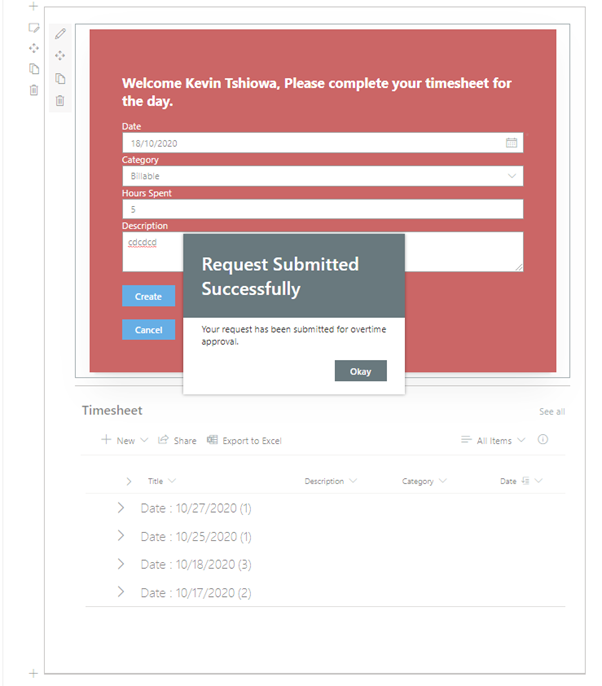 Welcome Kevin Tshiowa, Please complete your timesheet for
the day.
Date
18/10/2020
Category
Billable
Hours Spent
5
Description
cdcdcd
Request Submitted
Successfully
Create
Your request has been submitted for overtime
approval.
Cancel
Okay
Timesheet
See all
New
Share
Export to Excel
All Items
Title
Description
Category
Date
Date : 10/27/2020 (1)
Date : 10/25/2020 (1)
Date : 10/18/2020 (3)
Date : 10/17/2020 (2)